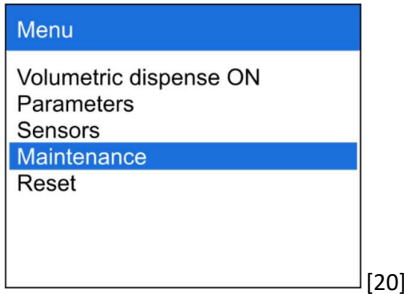 Menu
Volumetric dispense ON
Parameters
Sensors
Maintenance
Reset
[20]